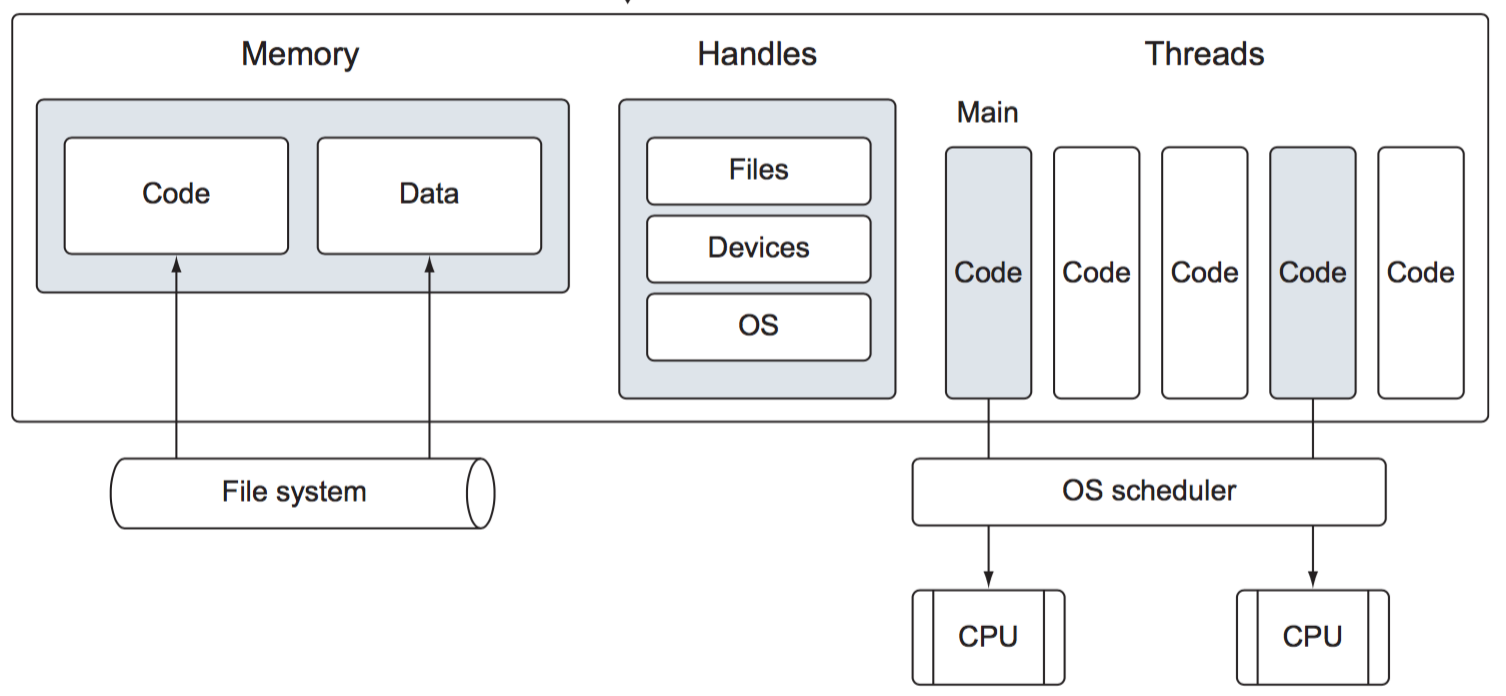 Memory
Handles
Threads
Main
Code
Data
Files
Devices
OS
Code
Code
Code
Code
Code
File system
OS scheduler
CPU
CPU